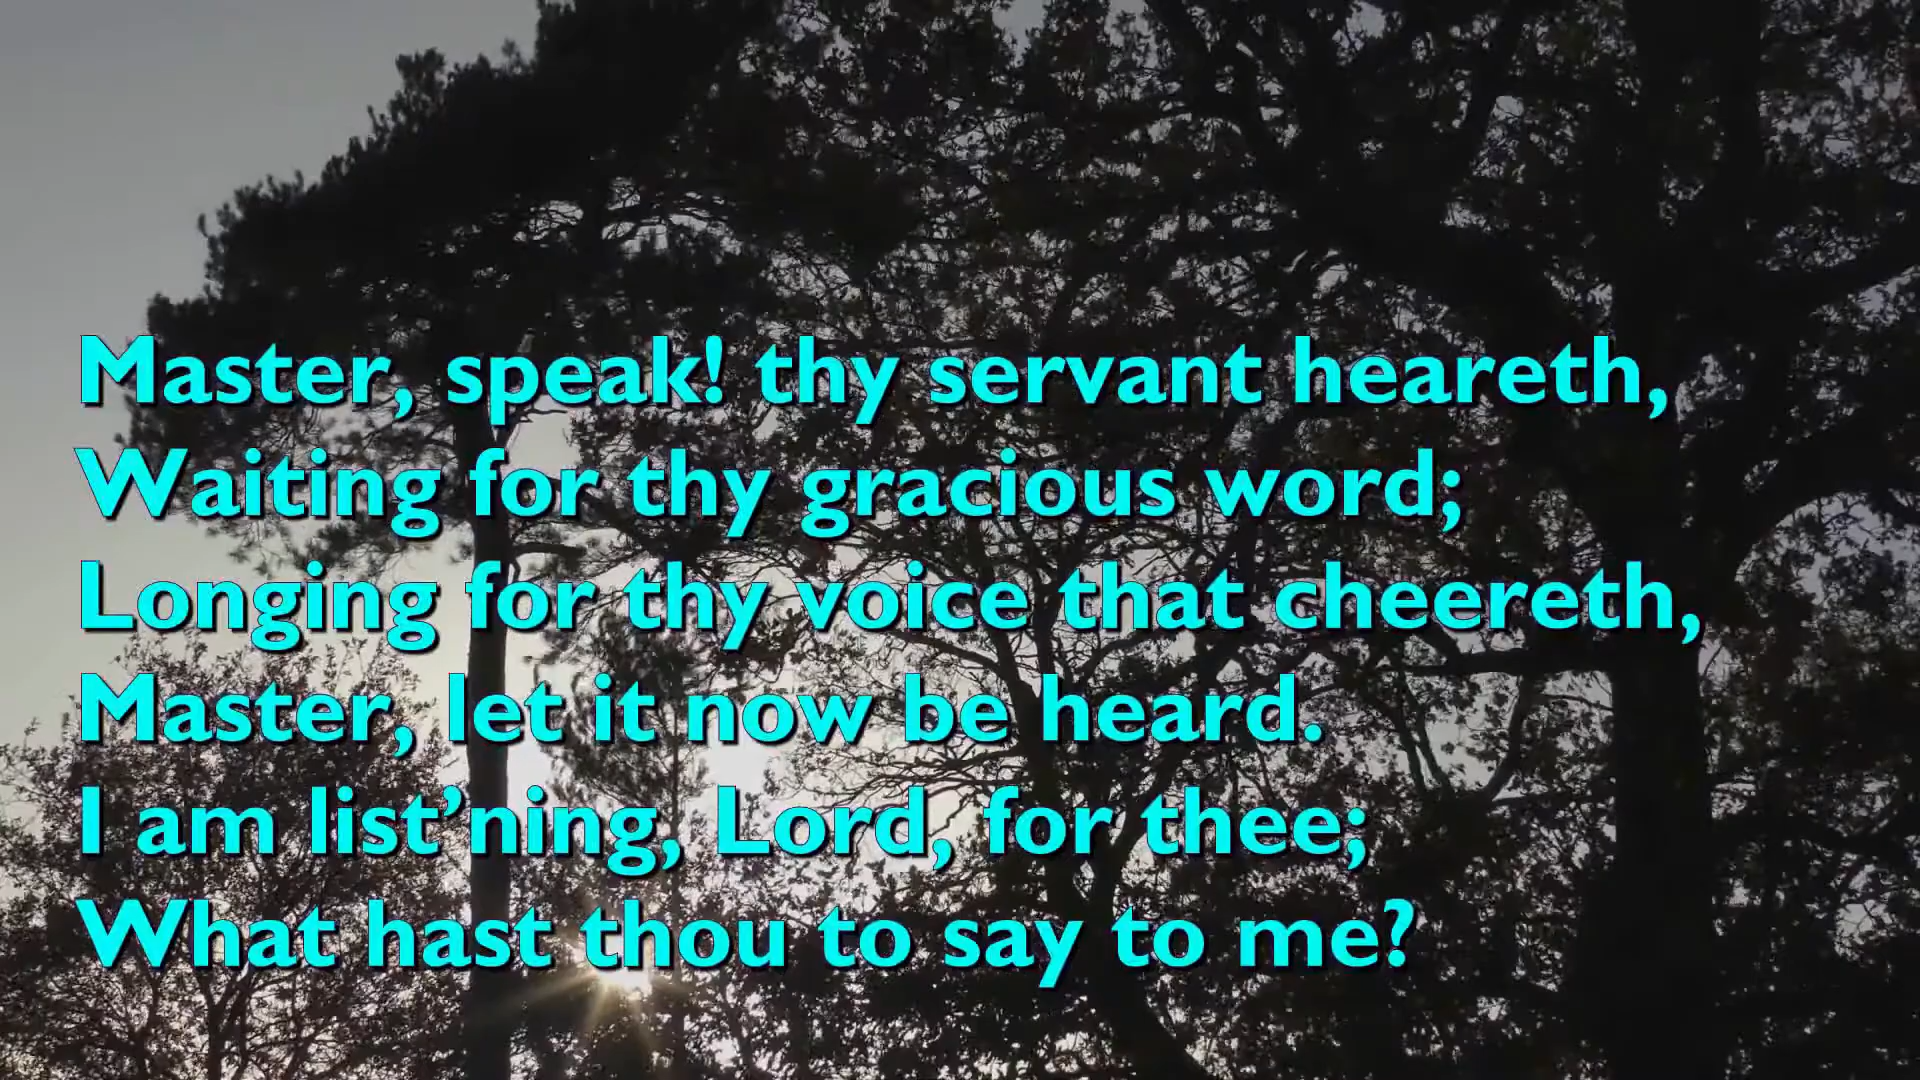 Master, speak! thy servant heareth,
Waiting for thy gracious word;
Longing for thy voice that cheereth,
Master, let it now be heard.
I am list’ning, Lord, for thee;
What hast thou to say to me?